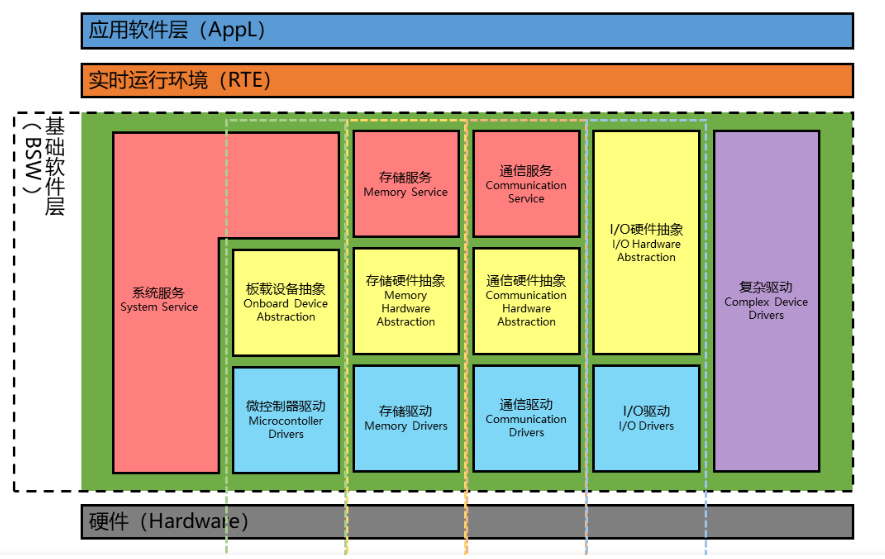 应用软件层（AppL）
实时运行环境（RTE）
基础软件层
（BSW）
存储服务
Memory Service
通信服务
Communication
Service
I/O硬件抽象
I/O Hardware
Abstraction
系统服务
System Service
板载设备抽象
Onboard Device
Abstraction
存储硬件抽象
Memory
Hardware
Abstraction
通信硬件抽象
Communication
Hardware
Abstraction
复杂驱动
Complex Device
Drivers
微控制器驱动
Microcontoller
Drivers
存储驱动
Memory Drivers
通信驱动
Communication
Drivers
I/O驱动
I/O Drivers
硬件（Hardware）